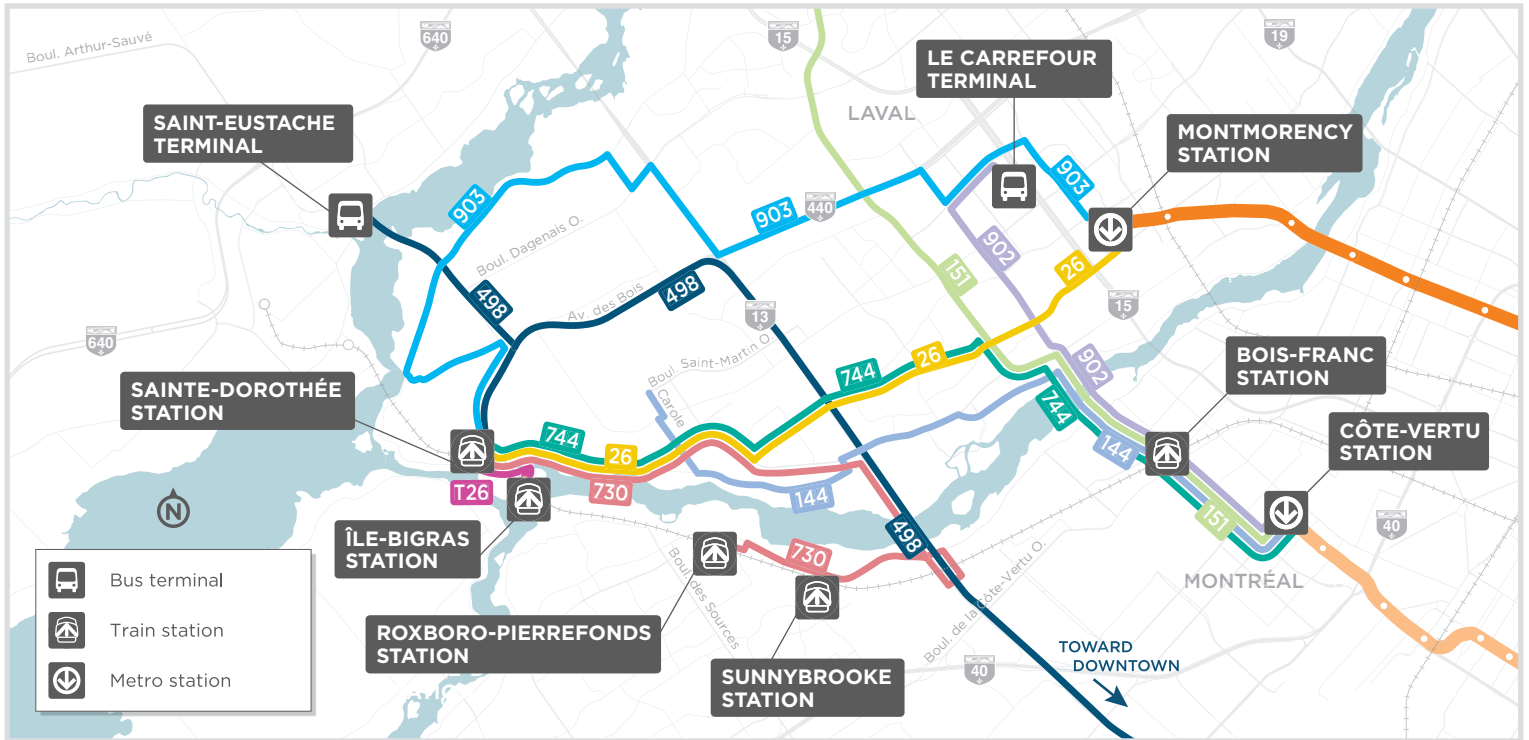 Boul. Arthur-Sauvé
640
15
19
LE CARREFOUR
TERMINAL
LAVAL
SAINT-EUSTACHE
TERMINAL
MONTMORENCY
STATION
903
903
903
440
Boul. Dagenais O.
902
26
151
498
498
Av. des Bois
13
15
640
Boul. Saint-Martin O.
744
26
902
BOIS-FRANC
STATION
SAINTE-DOROTHÉE
STATION
Carole
744
CÔTE-VERTU
STATION
744
26
144
T26
730
144
151
N
498
40
ÎLE-BIGRAS
STATION
730
Boul. de la Côte-Vertu O.
MONTRÉAL
Boul. des Sources
Bus terminal
Train station
Metro station
ROXBORO-PIERREFONDS
STATION
SUNNYBROOKE
STATION
40
TOWARD
DOWNTOWN